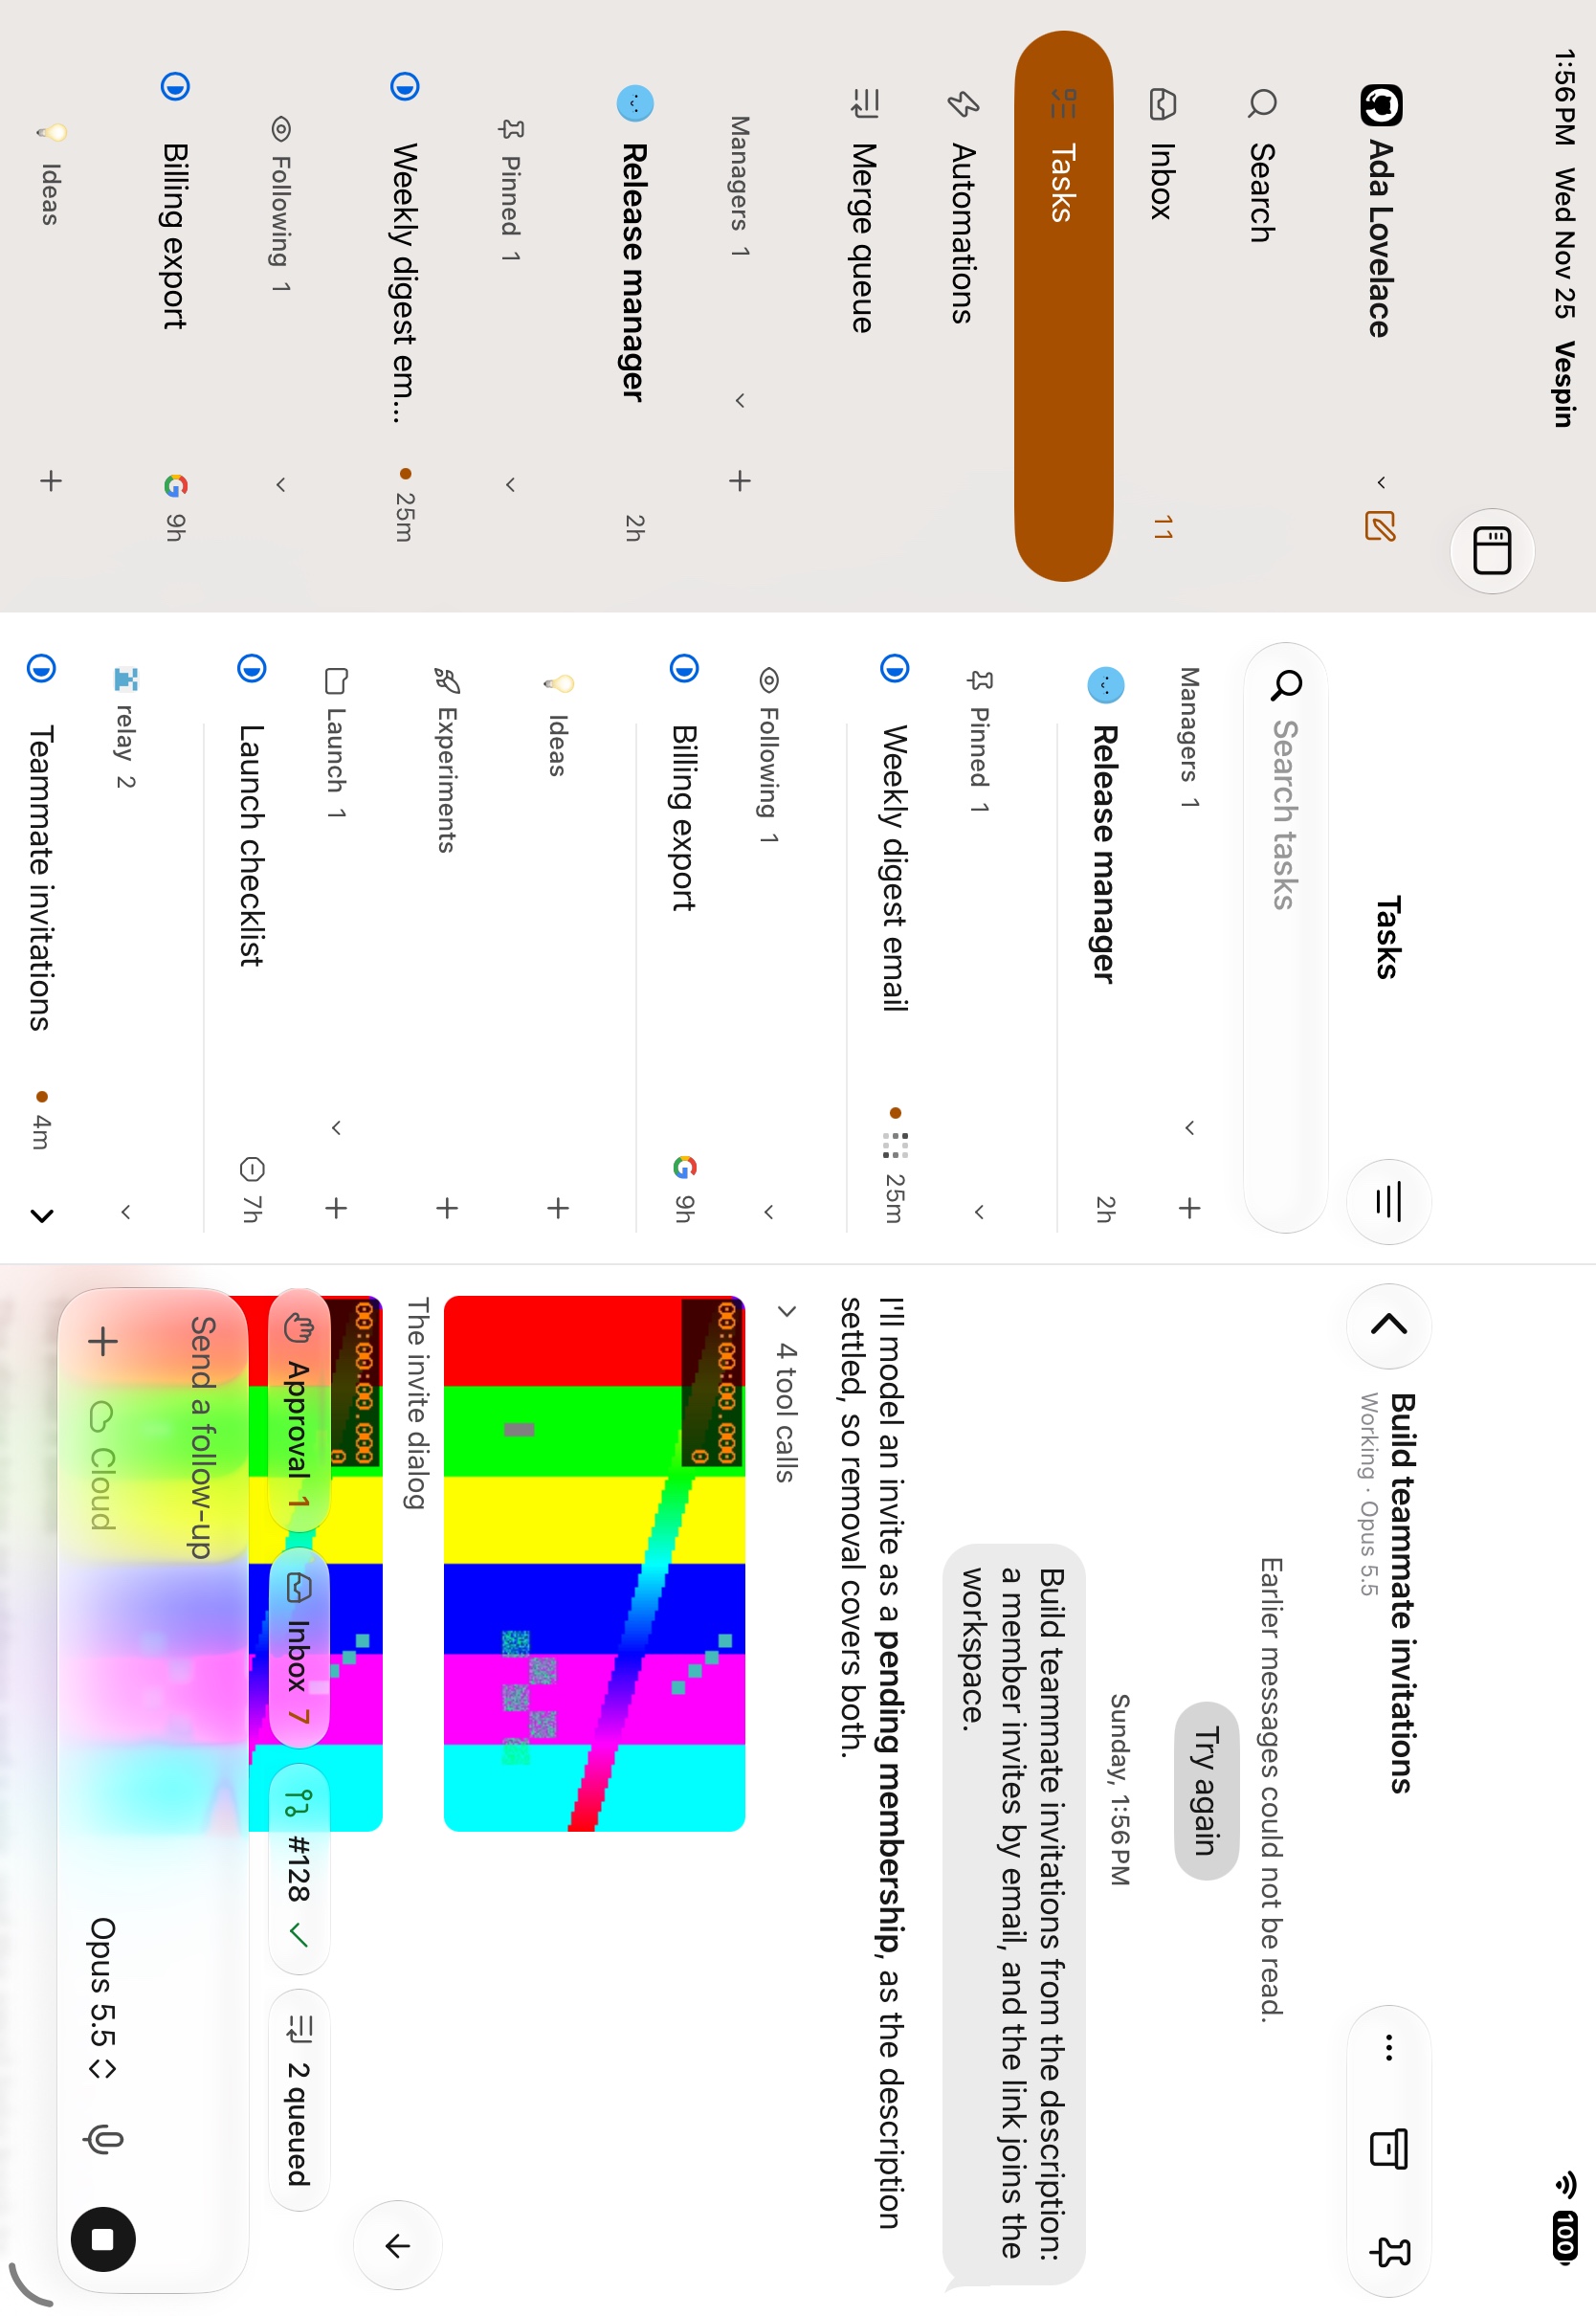 1:56 PM Wed Nov 25 Vespin
100
Ada Lovelace
Search
Inbox 11
Tasks
Automations
Merge queue
Managers 1
Release manager 2h
Pinned 1
Weekly digest em... 25m
Following 1
Billing export 9h
Ideas
Tasks
Search tasks
Managers 1
Release manager 2h
Pinned 1
Weekly digest email 25m
Following 1
Billing export 9h
Ideas
Experiments
Launch 1
Launch checklist 7h
relay 2
Teammate invitations 4m
Build teammate invitations
Working · Opus 5.5
Earlier messages could not be read.
Try again
Sunday, 1:56 PM
Build teammate invitations from the description:
a member invites by email, and the link joins the
workspace.
I'll model an invite as a pending membership, as the description
settled, so removal covers both.
4 tool calls
00:00:00.000
0
The invite dialog
00:00:00.000
0
Approval 1
Inbox 7
#128
2 queued
Send a follow-up
Cloud
Opus 5.5